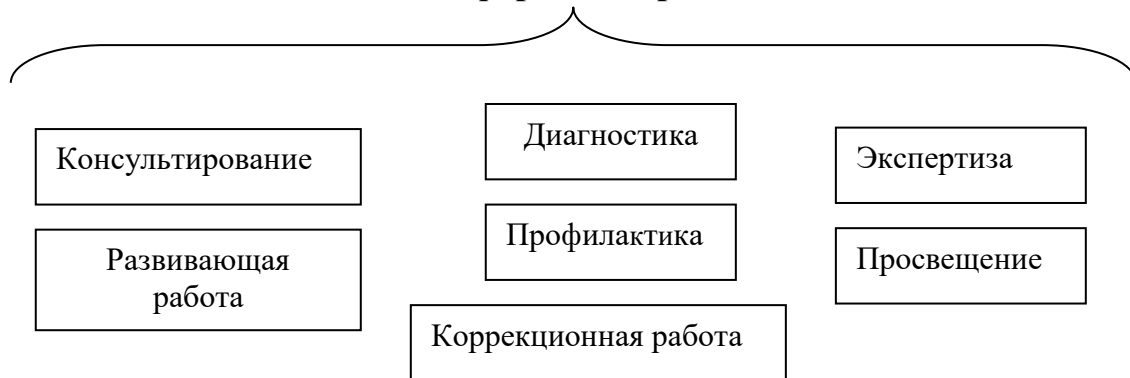 Консультирование
Диагностика
Экспертиза
Развивающая
работа
Профилактика
Просвещение
Коррекционная работа